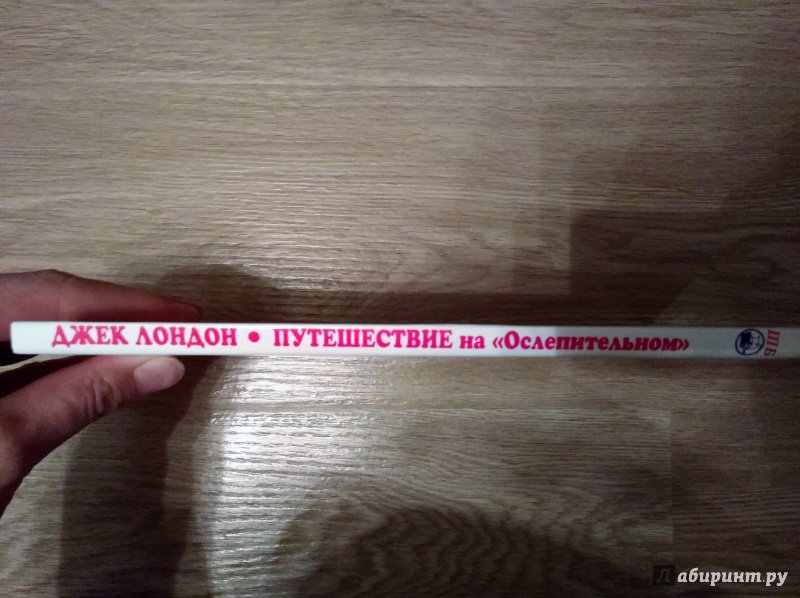 ДЖЕК ЛОНДОН • ПУТЕШЕСТВИЕ на «Ослепительном»
ШБ
Лабиринт.ру